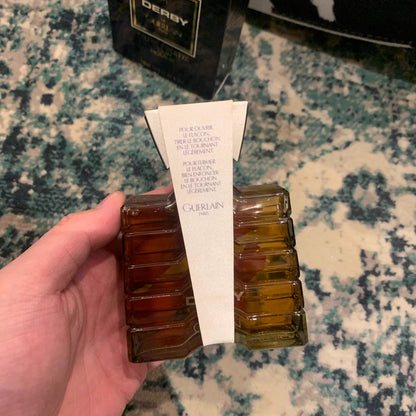 DERBY
POUR OUVRIR
LE FLACON,
TIRER LE BOUCHON
EN LE TOURNANT
LÉGÈREMENT.
POUR FERMER
LE FLACON,
BIEN ENFONCER
LE BOUCHON
EN LE TOURNANT
LÉGÈREMENT.
GUERLAIN
PARIS
DERBY